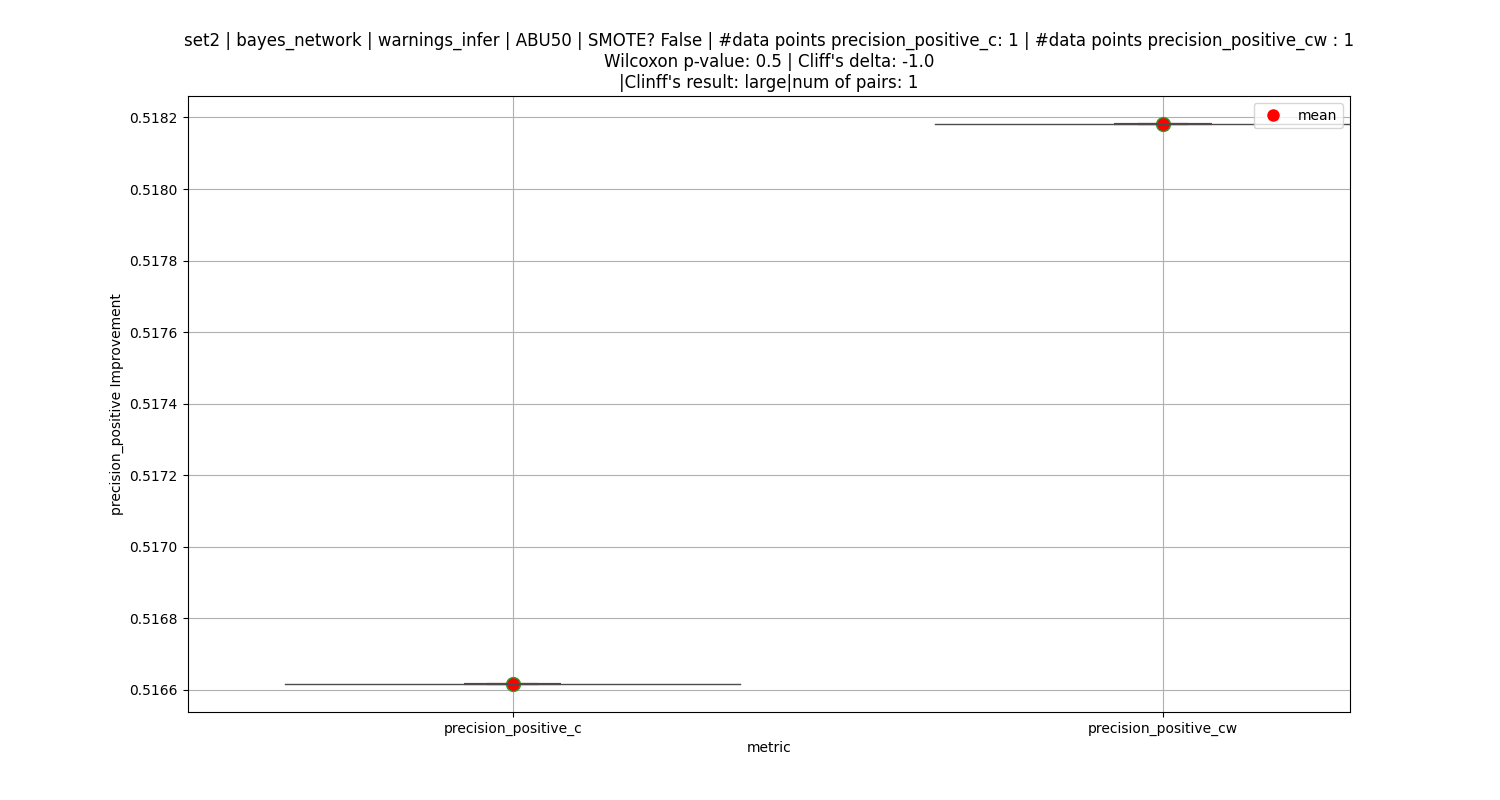 set2 | bayes_network | warnings_infer | ABU50 | SMOTE? False | #data points precision_positive_c: 1 | #data points precision_positive_cw : 1
Wilcoxon p-value: 0.5 | Cliff's delta: -1.0
|Clinff's result: large|num of pairs: 1
mean
0.5182
0.5180
0.5178
0.5176
0.5174
0.5172
0.5170
0.5168
0.5166
precision_positive Improvement
precision_positive_c
precision_positive_cw
metric